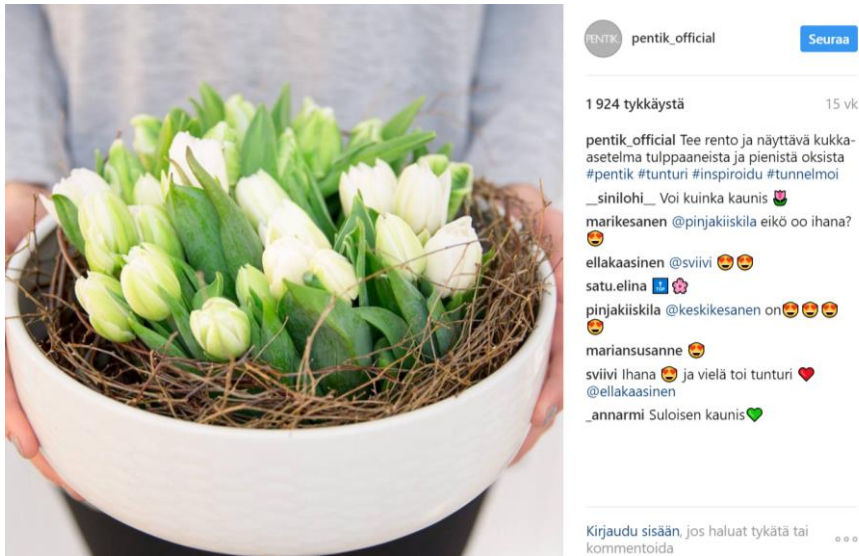 PENTIK
pentik_official
Seuraa
1 924 tykkäystä
15 vk
pentik_official Tee rento ja näyttävä kukka-
asetelma tulppaaneista ja pienistä oksista
#pentik #tunturi #inspiroidu #tunnelmoi
__sinilohi__ Voi kuinka kaunis 🌷
marikesanen @pinjakiiskila eikö oo ihana?
😍
ellakaasinen @sviivi 😍😍
satu.elina 🔝🌸
pinjakiiskila @keskikesanen on😍😍😍
😍
mariansusanne 😍
sviivi Ihana 😍 ja vielä toi tunturi ❤️
@ellakaasinen
_annarmi Suloisen kaunis💚
Kirjaudu sisään, jos haluat tykätä tai
kommentoida